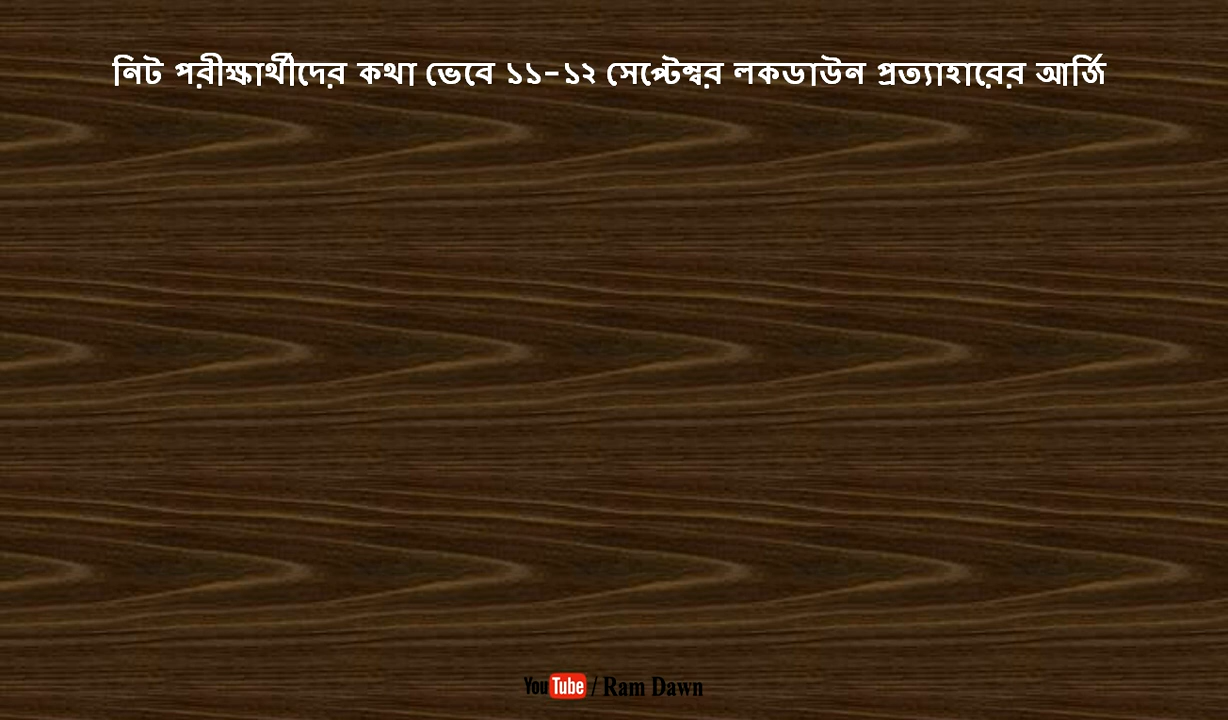 নিট পরীক্ষার্থীদের কথা ভেবে ১১-১২ সেপ্টেম্বর লকডাউন প্রত্যাহারের আর্জি
YouTube / Ram Dawn